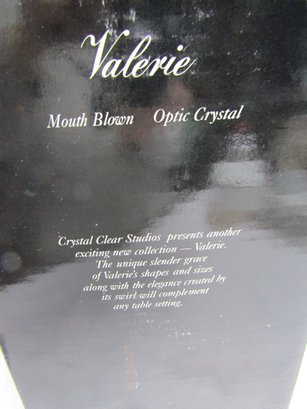 Valerie
Mouth Blown Optic Crystal
Crystal Clear Studios presents another
exciting new collection — Valerie.
The unique slender grace
of Valerie's shapes and sizes
along with the elegance created by
its swirl will complement
any table setting.